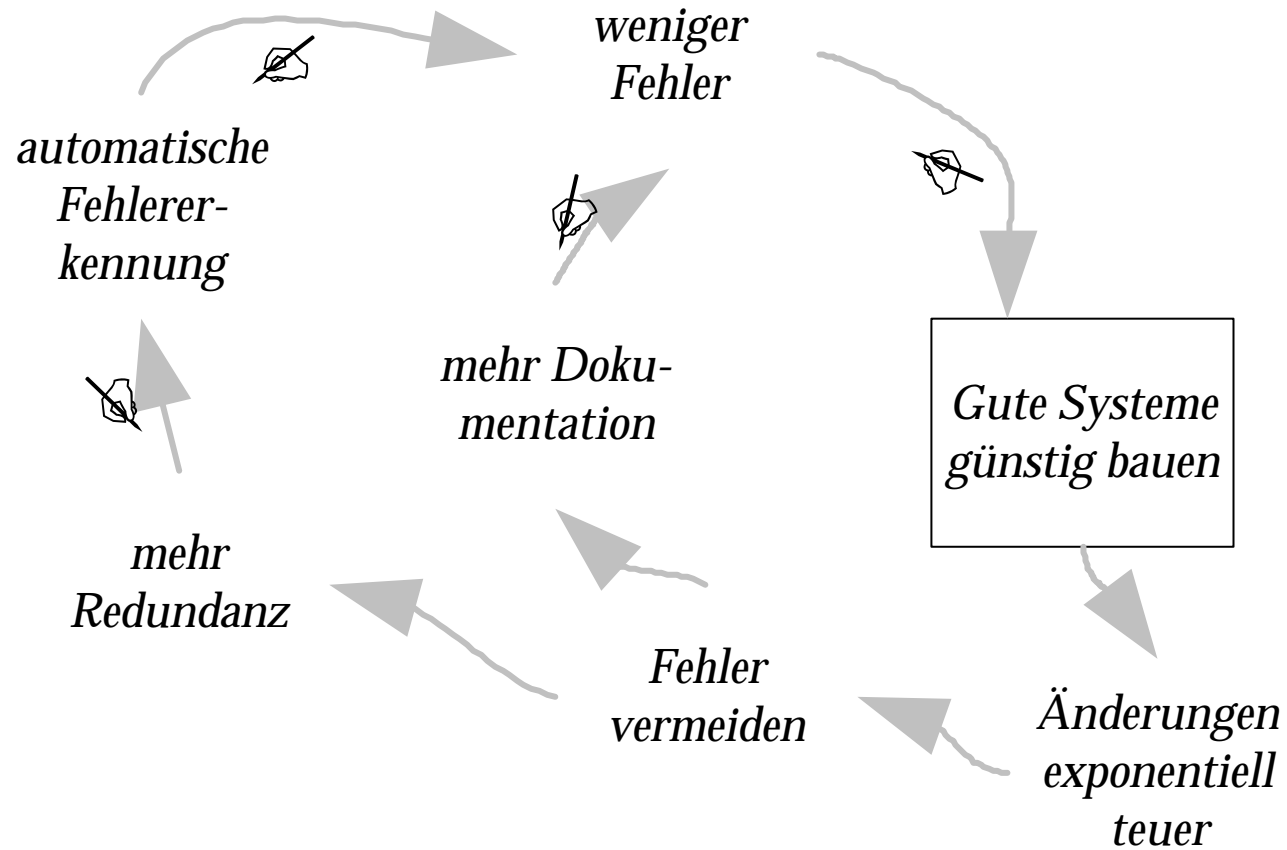 weniger
Fehler
automatische
Fehlerer-
kennung
mehr Doku-
mentation
Gute Systeme
günstig bauen
mehr
Redundanz
Fehler
vermeiden
Änderungen
exponentiell
teuer